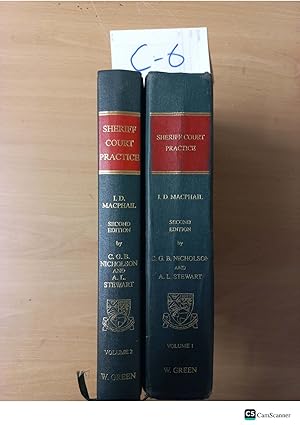 C-6
SHERIFF
COURT
PRACTICE
I. D.
MACPHAIL
SECOND
EDITION
by
C. G. B.
NICHOLSON
AND
A. L.
STEWART
VOLUME 2
W. GREEN
SHERIFF COURT
PRACTICE
I. D. MACPHAIL
SECOND
EDITION
by
C. G. B. NICHOLSON
AND
A. L. STEWART
VOLUME 1
W. GREEN
CS CamScanner